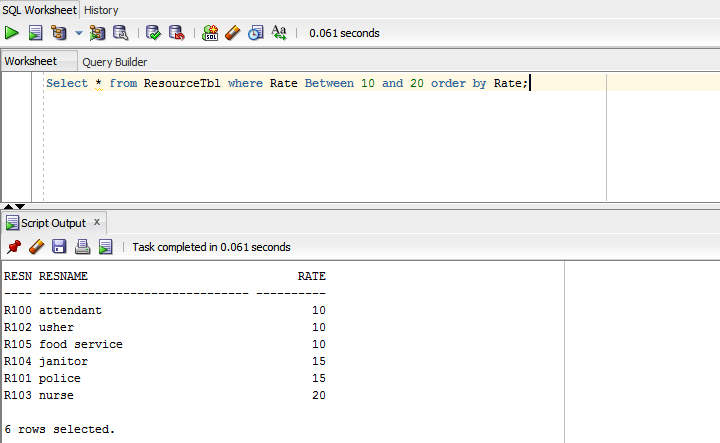 SQL Worksheet History
0.061 seconds
Worksheet Query Builder
Select * from ResourceTbl where Rate Between 10 and 20 order by Rate;
Script Output x
Task completed in 0.061 seconds
RESN RESNAME RATE
---- ------------------------------ ----------
R100 attendant 10
R102 usher 10
R105 food service 10
R104 janitor 15
R101 police 15
R103 nurse 20
6 rows selected.